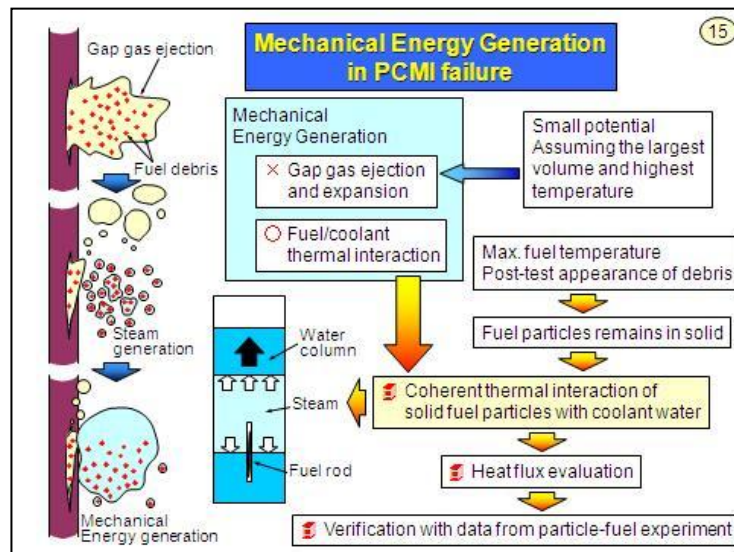 15
Mechanical Energy Generation
in PCMI failure
Gap gas ejection
Fuel debris
Steam
generation
Mechanical
Energy generation
Mechanical
Energy Generation
× Gap gas ejection
and expansion
○ Fuel/coolant
thermal interaction
Small potential
Assuming the largest
volume and highest
temperature
Max. fuel temperature
Post-test appearance of debris
Fuel particles remains in solid
Water
column
Steam
Fuel rod
Coherent thermal interaction of
solid fuel particles with coolant water
Heat flux evaluation
Verification with data from particle-fuel experiment